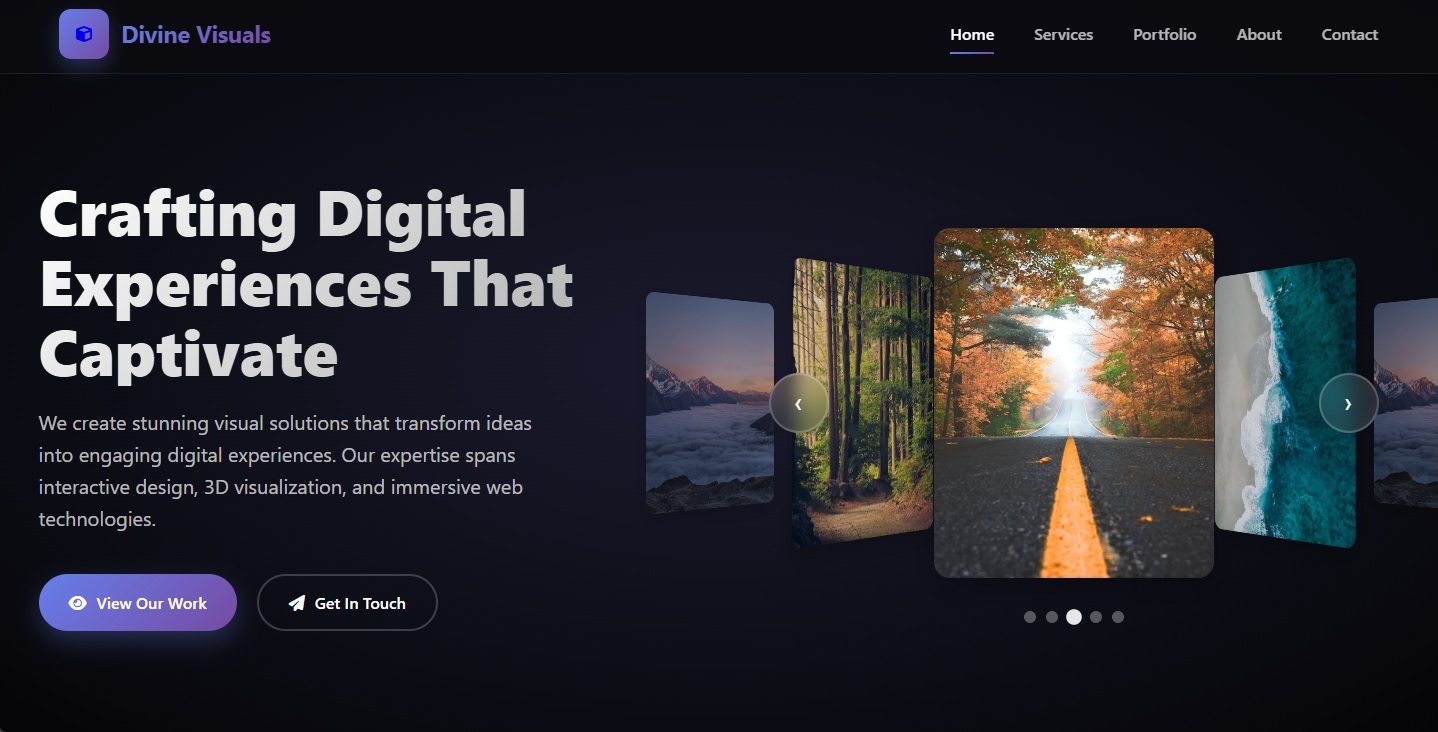 Divine Visuals
Home Services Portfolio About Contact
Crafting Digital
Experiences That
Captivate
We create stunning visual solutions that transform ideas
into engaging digital experiences. Our expertise spans
interactive design, 3D visualization, and immersive web
technologies.
View Our Work
Get In Touch